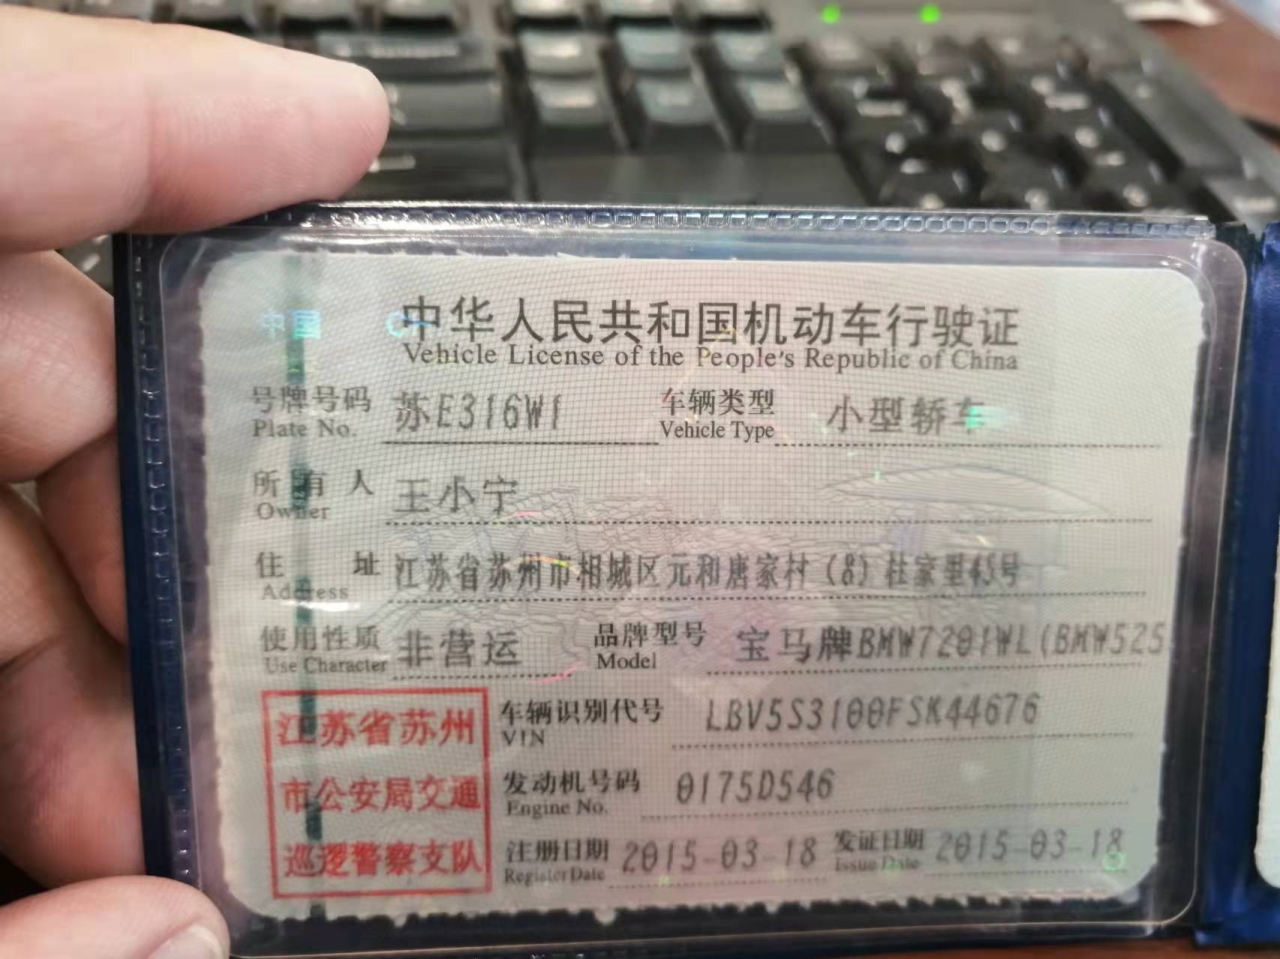 中国
中华人民共和国机动车行驶证
Vehicle License of the People's Republic of China
号牌号码 苏E316W1 车辆类型 小型轿车
Plate No. Vehicle Type
所有人 王小宁
Owner
住址 江苏省苏州市相城区元和唐家村(8)杜家里45号
Address
使用性质 非营运 品牌型号 宝马牌BMW7201WL(BMW525
Use Character Model
江苏省苏州
市公安局交通
巡逻警察支队
车辆识别代号 LBV5S3100FSK44676
VIN
发动机号码 0175D546
Engine No.
注册日期 2015-03-18 发证日期 2015-03-18
Register Date Issue Date